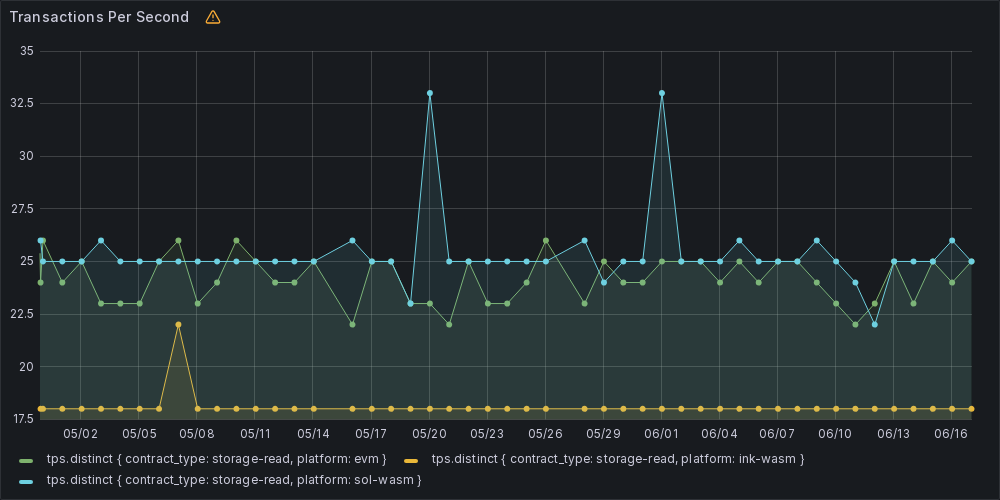 Transactions Per Second
35
32.5
30
27.5
25
22.5
20
17.5
05/02 05/05 05/08 05/11 05/14 05/17 05/20 05/23 05/26 05/29 06/01 06/04 06/07 06/10 06/13 06/16
tps.distinct { contract_type: storage-read, platform: evm } tps.distinct { contract_type: storage-read, platform: ink-wasm }
tps.distinct { contract_type: storage-read, platform: sol-wasm }